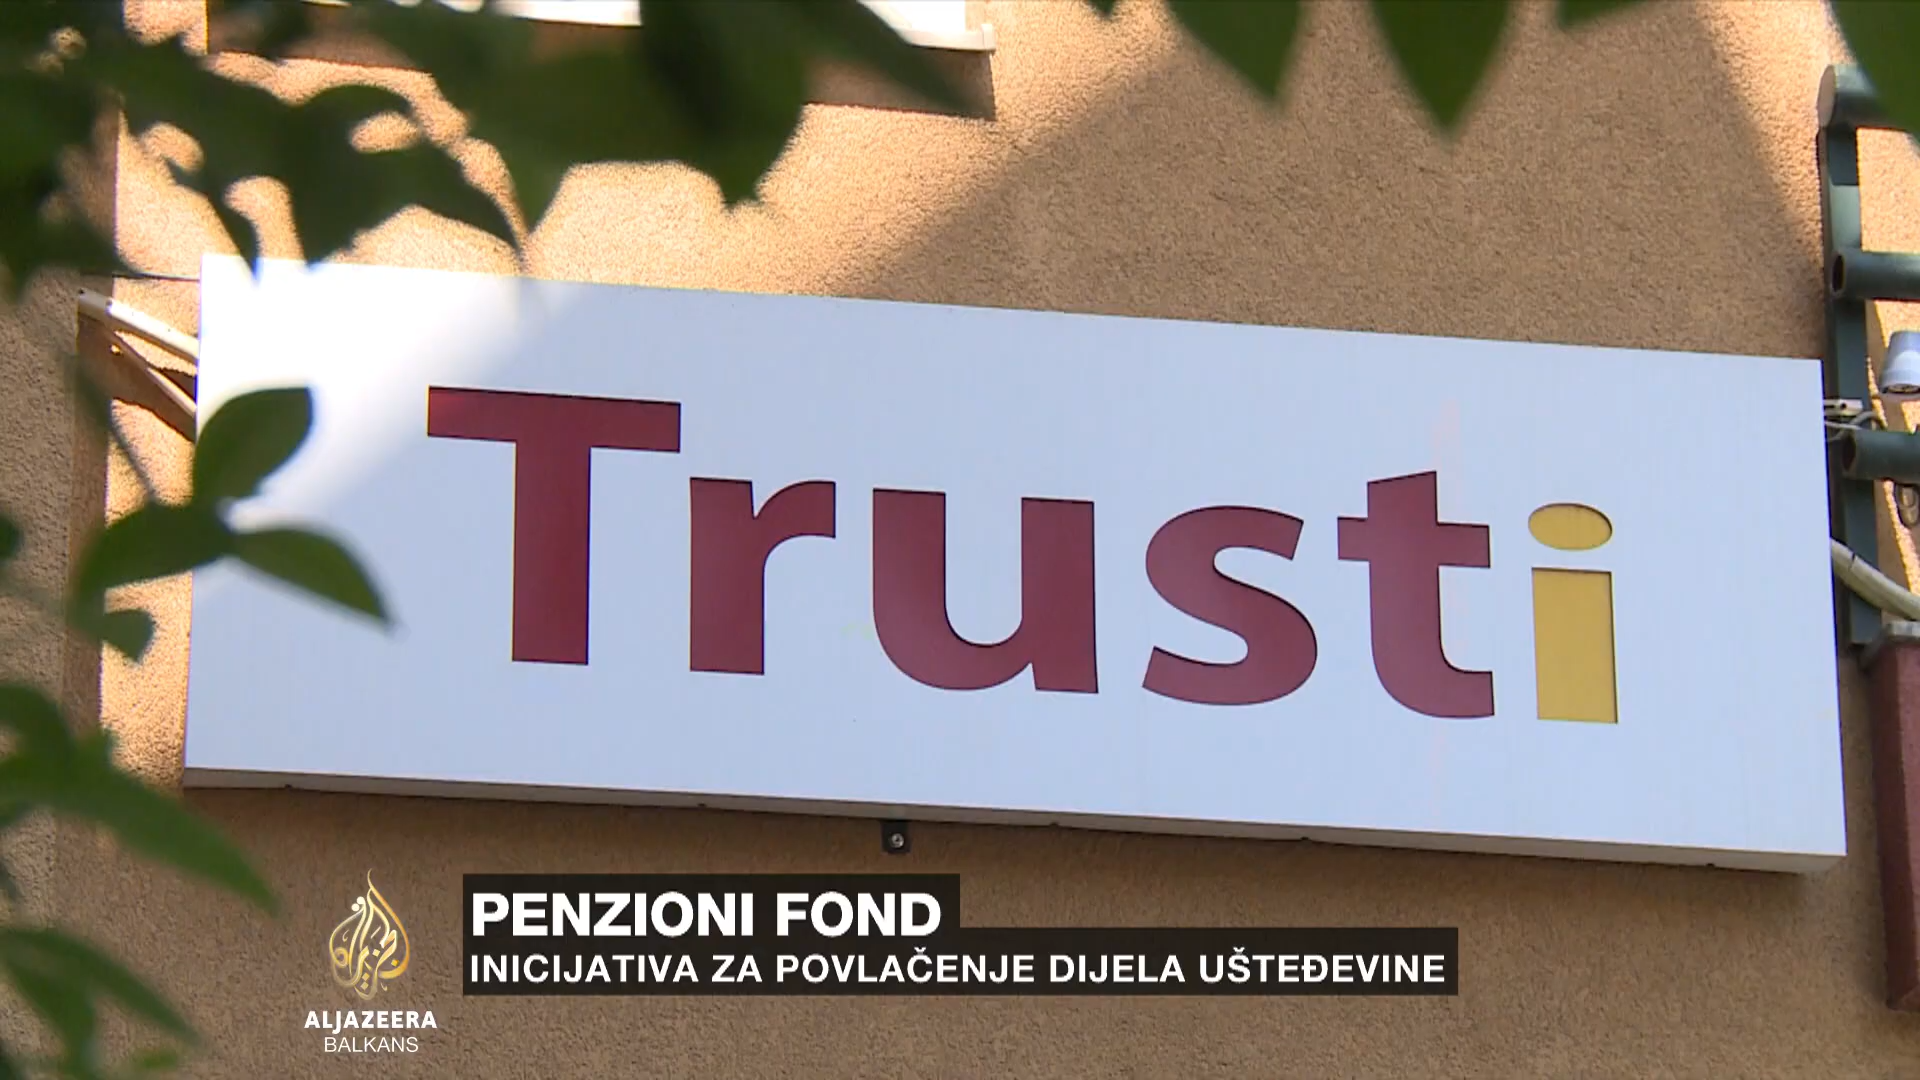 Trusti
PENZIONI FOND
INICIJATIVA ZA POVLAČENJE DIJELA UŠTEĐEVINE
ALJAZEERA
BALKANS